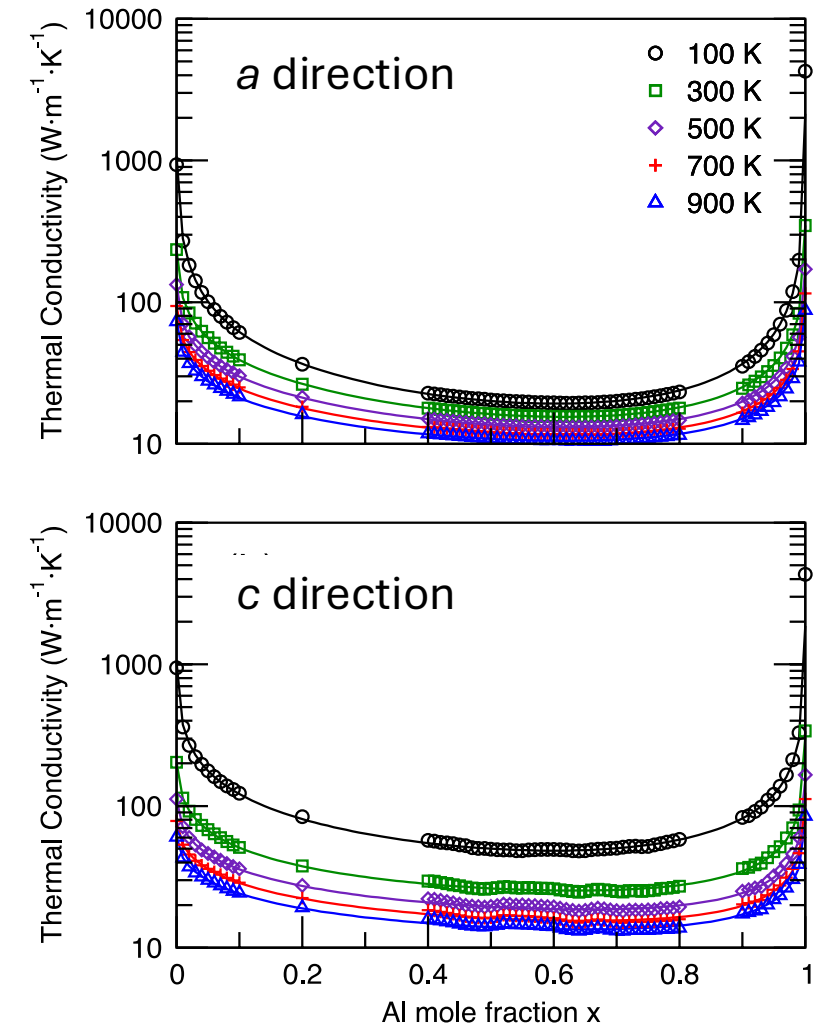 10000
1000
100
10
Thermal Conductivity (W·m⁻¹·K⁻¹)
a direction
100 K
300 K
500 K
700 K
900 K
10000
1000
100
10
Thermal Conductivity (W·m⁻¹·K⁻¹)
c direction
0
0.2
0.4
0.6
0.8
1
Al mole fraction x